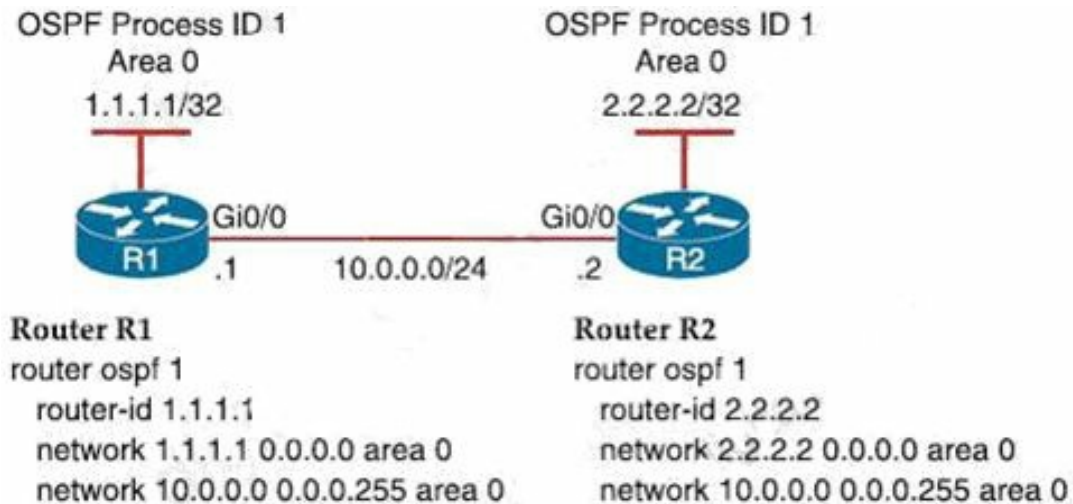 OSPF Process ID 1
Area 0
1.1.1.1/32
OSPF Process ID 1
Area 0
2.2.2.2/32
Gi0/0
Gi0/0
R1
R2
.1
10.0.0.0/24
.2
Router R1
router ospf 1
router-id 1.1.1.1
network 1.1.1.1 0.0.0.0 area 0
network 10.0.0.0 0.0.0.255 area 0
Router R2
router ospf 1
router-id 2.2.2.2
network 2.2.2.2 0.0.0.0 area 0
network 10.0.0.0 0.0.0.255 area 0